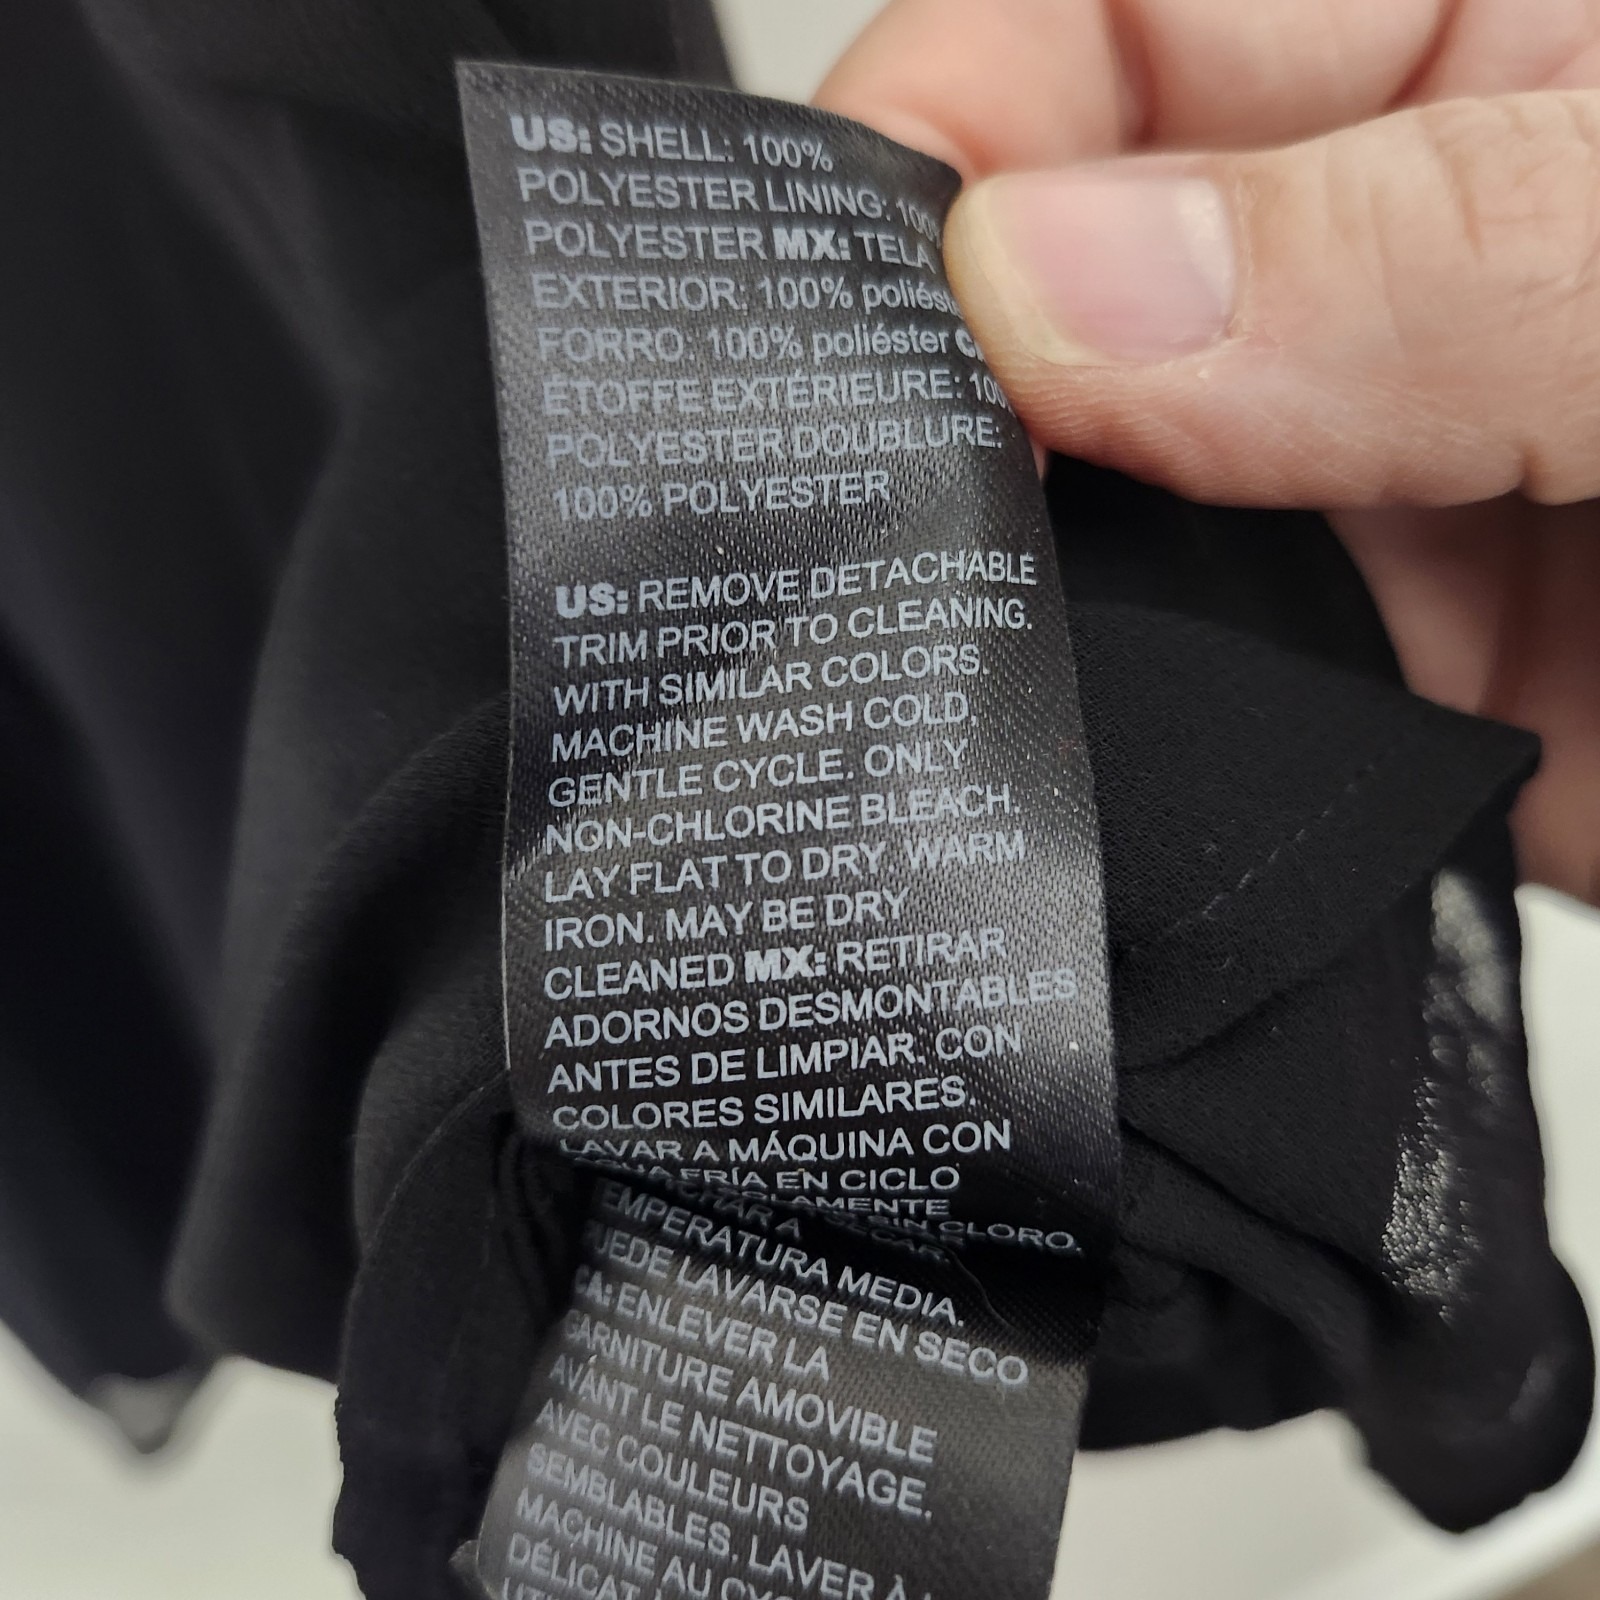 US: SHELL: 100%
POLYESTER LINING: 100%
POLYESTER MX: TELA
EXTERIOR: 100% poliést
FORRO: 100% poliéster
ÉTOFFE EXTÉRIEURE: 100
POLYESTER DOUBLURE:
100% POLYESTER
US: REMOVE DETACHABLE
TRIM PRIOR TO CLEANING.
WITH SIMILAR COLORS.
MACHINE WASH COLD,
GENTLE CYCLE. ONLY
NON-CHLORINE BLEACH.
LAY FLAT TO DRY. WARM
IRON. MAY BE DRY
CLEANED MX: RETIRAR
ADORNOS DESMONTABLES
ANTES DE LIMPIAR. CON
COLORES SIMILARES.
LAVAR A MÁQUINA CON
FRÍA EN CICLO
SIN CLORO.
EMPERATURA MEDIA.
UEDE LAVARSE EN SECO
CA: ENLEVER LA
GARNITURE AMOVIBLE
AVANT LE NETTOYAGE.
AVEC COULEURS
SEMBLABLES. LAVER À
MACHINE AU
DÉLICAT